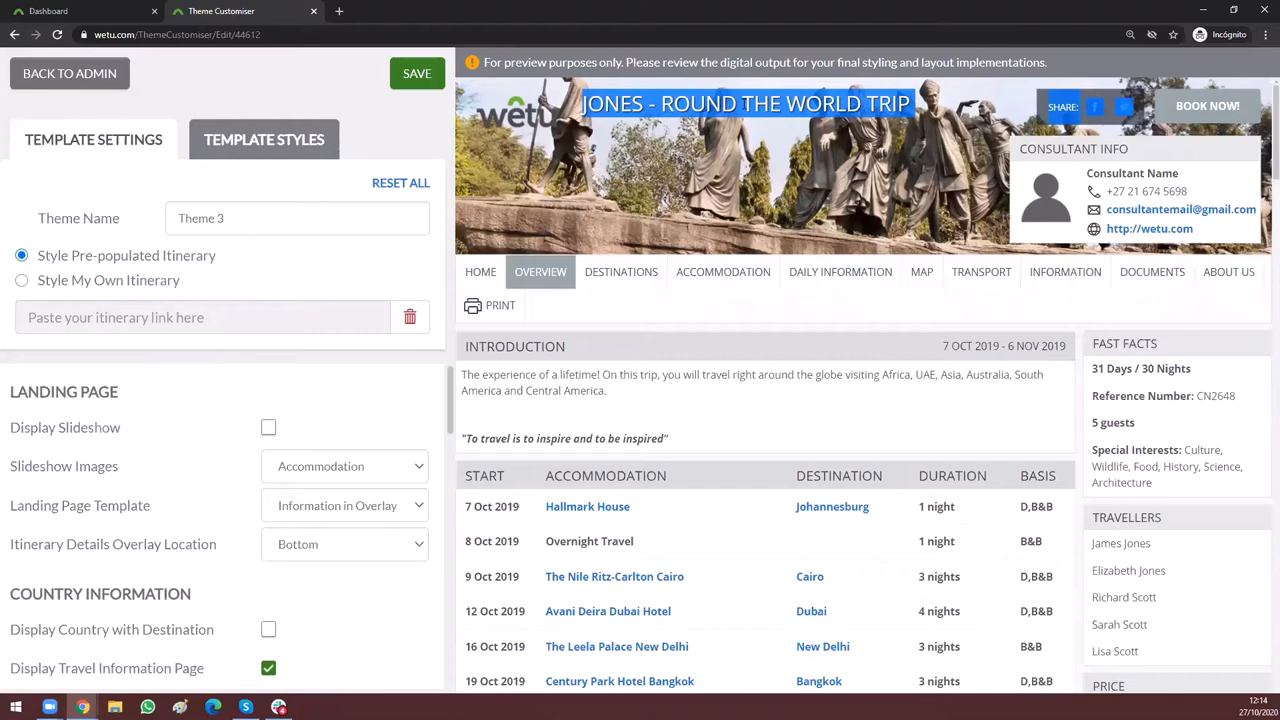 Dashboard
Theme Customiser
wetu.com/ThemeCustomiser/Edit/44612
Incógnito
BACK TO ADMIN
SAVE
TEMPLATE SETTINGS
TEMPLATE STYLES
RESET ALL
Theme Name
Theme 3
Style Pre-populated Itinerary
Style My Own Itinerary
Paste your itinerary link here
LANDING PAGE
Display Slideshow
Slideshow Images
Accommodation
Landing Page Template
Information in Overlay
Itinerary Details Overlay Location
Bottom
COUNTRY INFORMATION
Display Country with Destination
Display Travel Information Page
For preview purposes only. Please review the digital output for your final styling and layout implementations.
wetu
JONES - ROUND THE WORLD TRIP
SHARE:
BOOK NOW!
CONSULTANT INFO
Consultant Name
+27 21 674 5698
consultantemail@gmail.com
http://wetu.com
HOME OVERVIEW DESTINATIONS ACCOMMODATION DAILY INFORMATION MAP TRANSPORT INFORMATION DOCUMENTS ABOUT US
PRINT
INTRODUCTION 7 OCT 2019 - 6 NOV 2019
The experience of a lifetime! On this trip, you will travel right around the globe visiting Africa, UAE, Asia, Australia, South
America and Central America.
"To travel is to inspire and to be inspired"
START ACCOMMODATION DESTINATION DURATION BASIS
7 Oct 2019 Hallmark House Johannesburg 1 night D,B&B
8 Oct 2019 Overnight Travel 1 night B&B
9 Oct 2019 The Nile Ritz-Carlton Cairo Cairo 3 nights D,B&B
12 Oct 2019 Avani Deira Dubai Hotel Dubai 4 nights D,B&B
16 Oct 2019 The Leela Palace New Delhi New Delhi 3 nights B&B
19 Oct 2019 Century Park Hotel Bangkok Bangkok 3 nights D,B&B
FAST FACTS
31 Days / 30 Nights
Reference Number: CN2648
5 guests
Special Interests: Culture,
Wildlife, Food, History, Science,
Architecture
TRAVELLERS
James Jones
Elizabeth Jones
Richard Scott
Sarah Scott
Lisa Scott
PRICE
12:14
27/10/2020